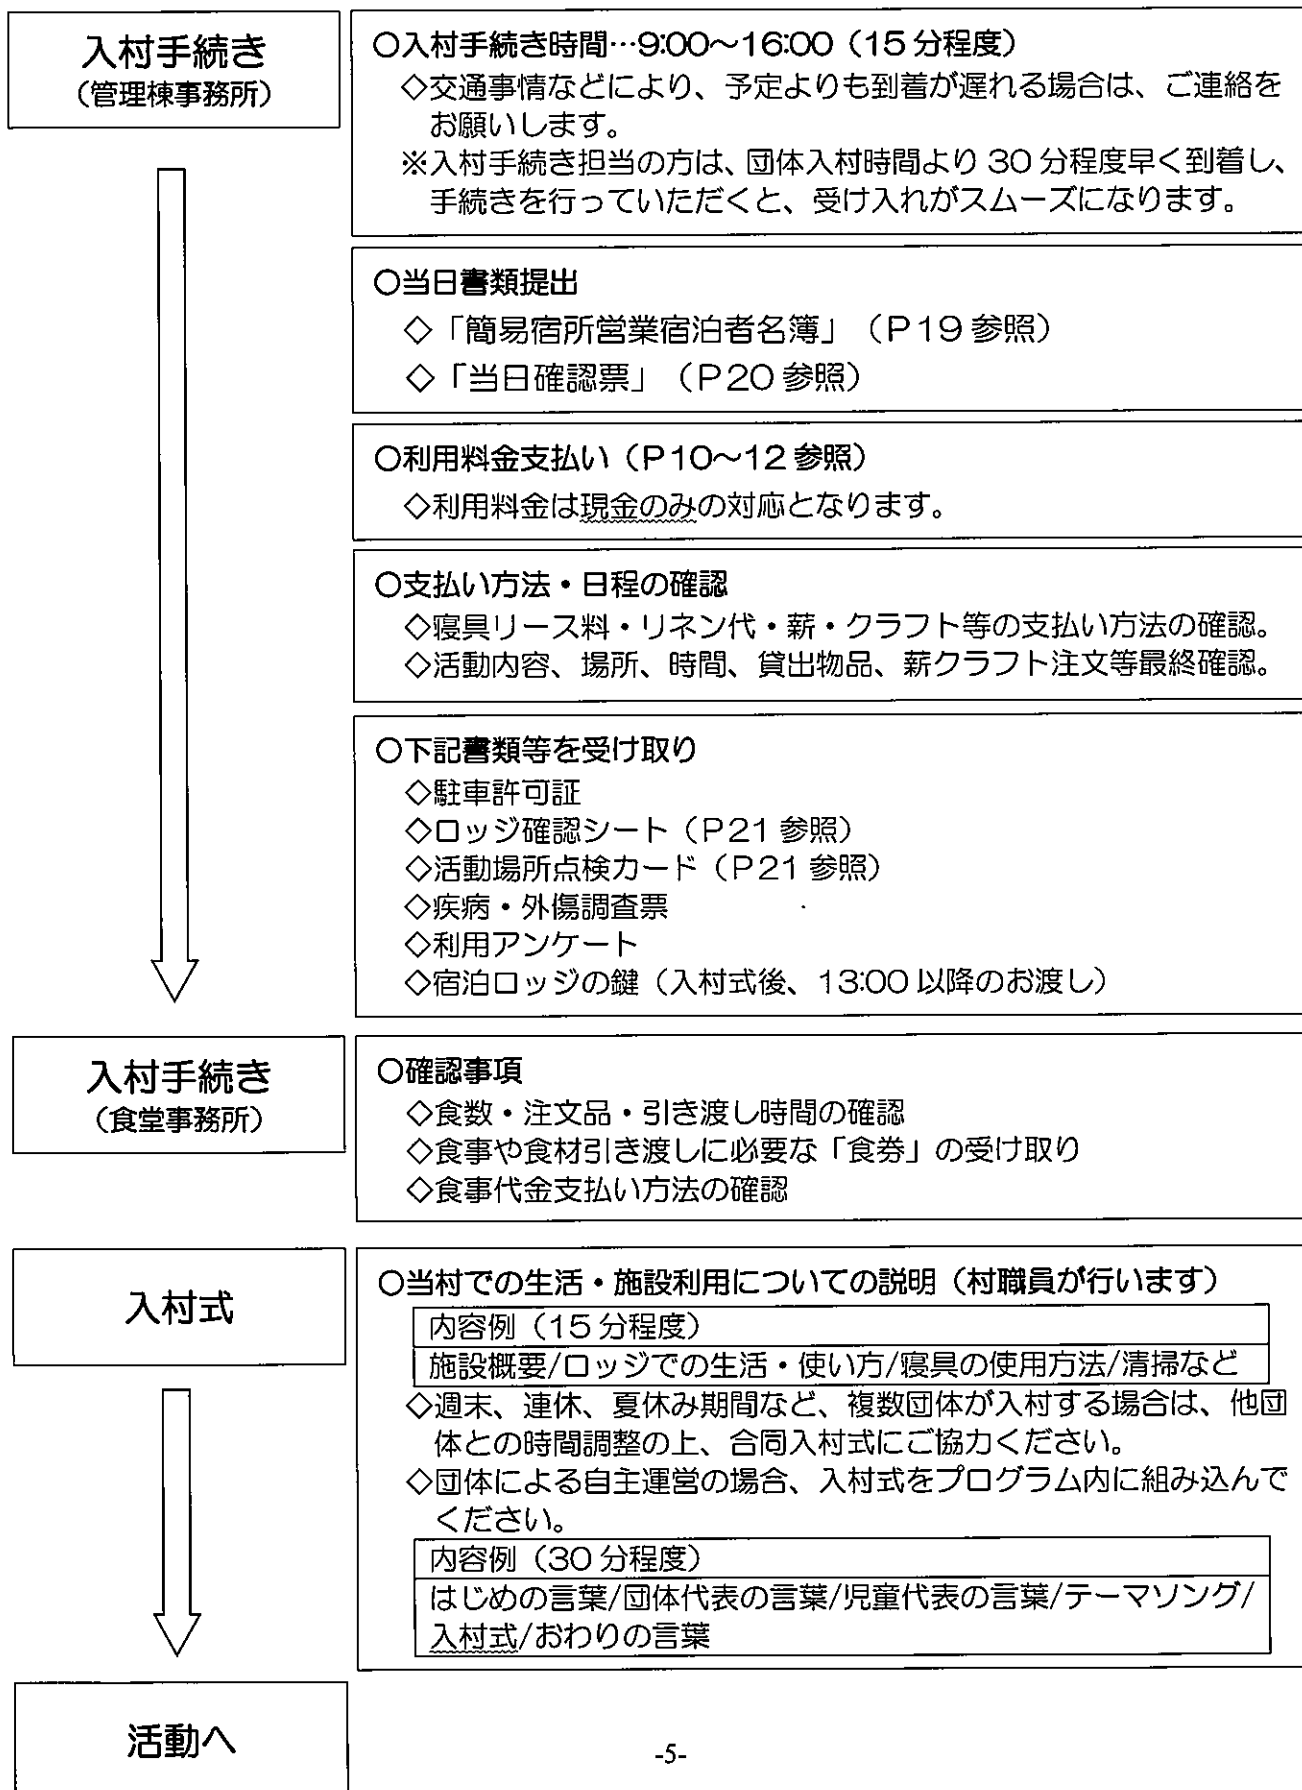 入村手続き
(管理棟事務所)
○入村手続き時間…9:00～16:00（15分程度）
◇交通事情などにより、予定よりも到着が遅れる場合は、ご連絡を
お願いします。
※入村手続き担当の方は、団体入村時間より30分程度早く到着し、
手続きを行っていただくと、受け入れがスムーズになります。
○当日書類提出
◇「簡易宿所営業宿泊者名簿」（P19参照）
◇「当日確認票」（P20参照）
○利用料金支払い（P10～12参照）
◇利用料金は現金のみの対応となります。
○支払い方法・日程の確認
◇寝具リース料・リネン代・薪・クラフト等の支払い方法の確認。
◇活動内容、場所、時間、貸出物品、薪クラフト注文等最終確認。
○下記書類等を受け取り
◇駐車許可証
◇ロッジ確認シート（P21参照）
◇活動場所点検カード（P21参照）
◇疾病・外傷調査票
◇利用アンケート
◇宿泊ロッジの鍵（入村式後、13:00以降のお渡し）
入村手続き
(食堂事務所)
○確認事項
◇食数・注文品・引き渡し時間の確認
◇食事や食材引き渡しに必要な「食券」の受け取り
◇食事代金支払い方法の確認
入村式
○当村での生活・施設利用についての説明（村職員が行います）
内容例（15分程度）
施設概要/ロッジでの生活・使い方/寝具の使用方法/清掃など
◇週末、連休、夏休み期間など、複数団体が入村する場合は、他団
体との時間調整の上、合同入村式にご協力ください。
◇団体による自主運営の場合、入村式をプログラム内に組み込んで
ください。
内容例（30分程度）
はじめの言葉/団体代表の言葉/児童代表の言葉/テーマソング/
入村式/おわりの言葉
活動へ
-5-